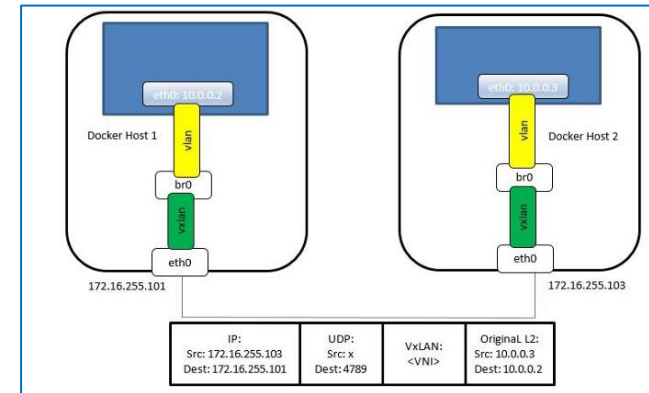 eth0: 10.0.0.2
eth0: 10.0.0.3
Docker Host 1
vlan
vlan
Docker Host 2
br0
br0
vxlan
vxlan
eth0
eth0
172.16.255.101
172.16.255.103
IP:
Src: 172.16.255.103
Dest: 172.16.255.101
UDP:
Src: x
Dest: 4789
VxLAN:
<VNI>
OriginaL L2:
Src: 10.0.0.3
Dest: 10.0.0.2